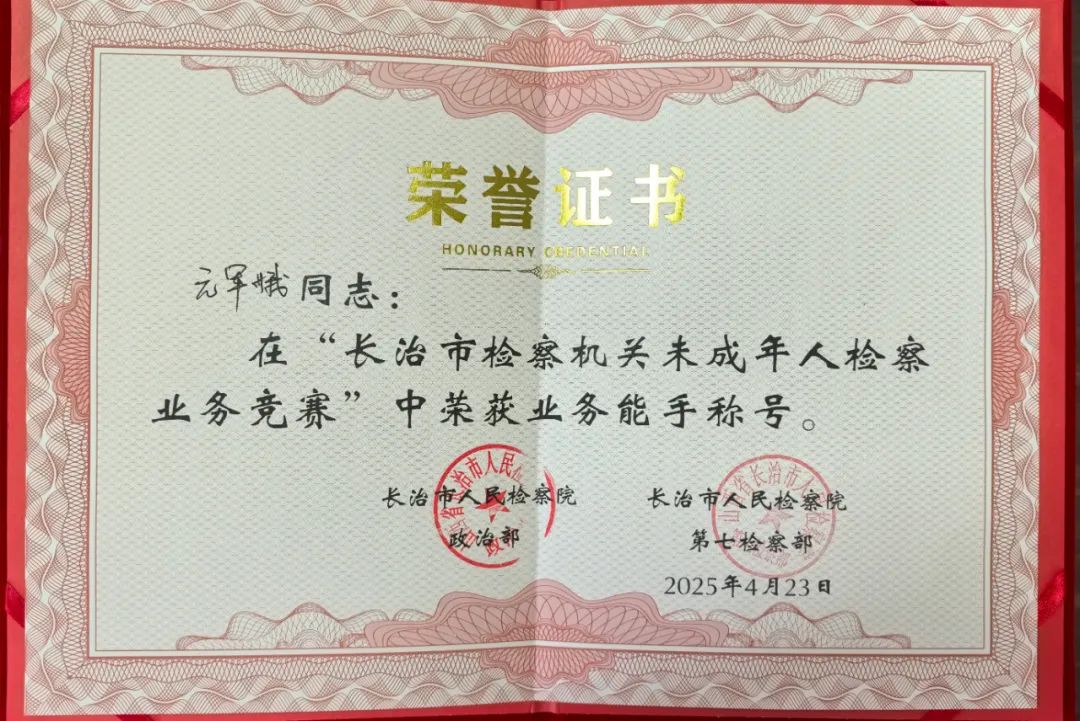 荣誉证书
HONORARY CREDENTIAL
元军娥同志：
在“长治市检察机关未成年人检察
业务竞赛”中荣获业务能手称号。
长治市人民检察院
政治部
长治市人民检察院
第七检察部
2025年4月23日